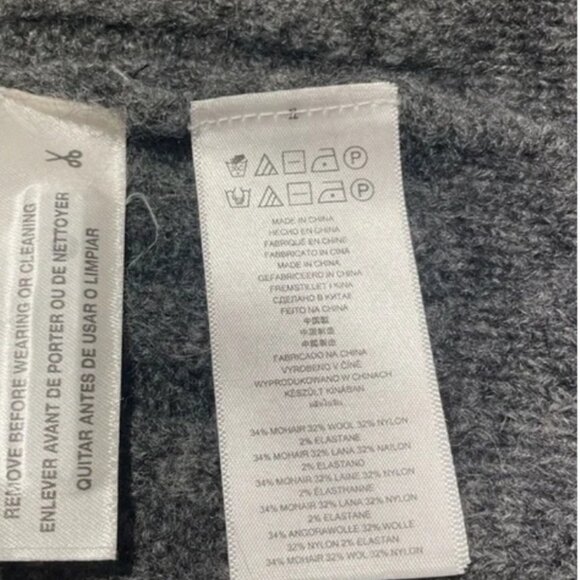 REMOVE BEFORE WEARING OR CLEANING
ENLEVER AVANT DE PORTER OU DE NETTOYER
QUITAR ANTES DE USAR O LIMPIAR
P
P
MADE IN CHINA
HECHO EN CHINA
FABRIQUÉ EN CHINE
FABBRICATO IN CINA
MADE IN CHINA
GEFABRICEERD IN CHINA
FREMSTILLET I KINA
СДЕЛАНО В КИТАЕ
FEITO NA CHINA
中国製
中國製
FABRICADO NA CHINA
VYROBENO V ČÍNĚ
WYPRODUKOWANO W CHINACH
KÉSZÜLT KÍNÁBAN
34% MOHAIR 32% WOOL 32% NYLON
2% ELASTANE
34% MOHAIR 32% LANA 32% NAILON
2% ELASTANO
34% MOHAIR 32% LAINE 32% NYLON
2% ÉLASTHANNE
34% MOHAIR 32% LANA 32% NYLON
2% ELASTANE
34% ANGORAWOLLE 32% WOLLE
32% NYLON 2% ELASTAN
34% MOHAIR 32% WOL 32% NYLON